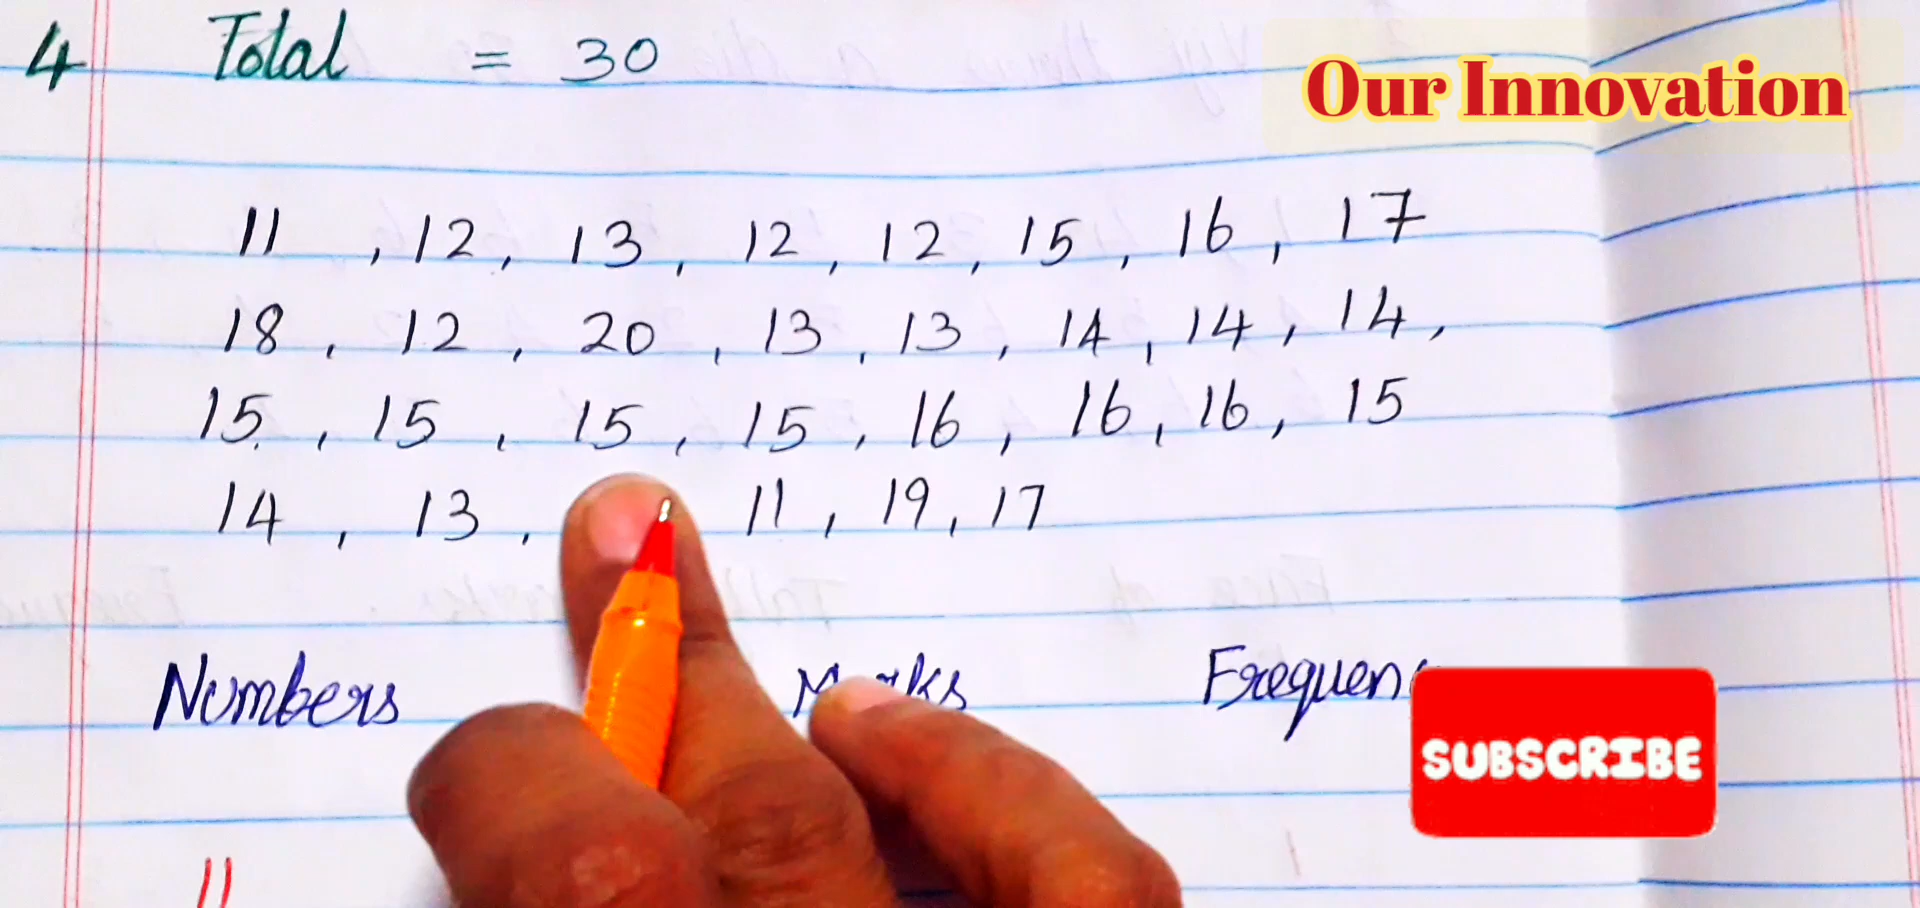 4 Total = 30
Our Innovation
11 , 12, 13, 12, 12, 15, 16, 17
18, 12, 20, 13, 13, 14, 14, 14,
15, 15, 15, 15, 16, 16, 16, 15
14, 13, 11, 19, 17
Numbers Frequen
SUBSCRIBE
11